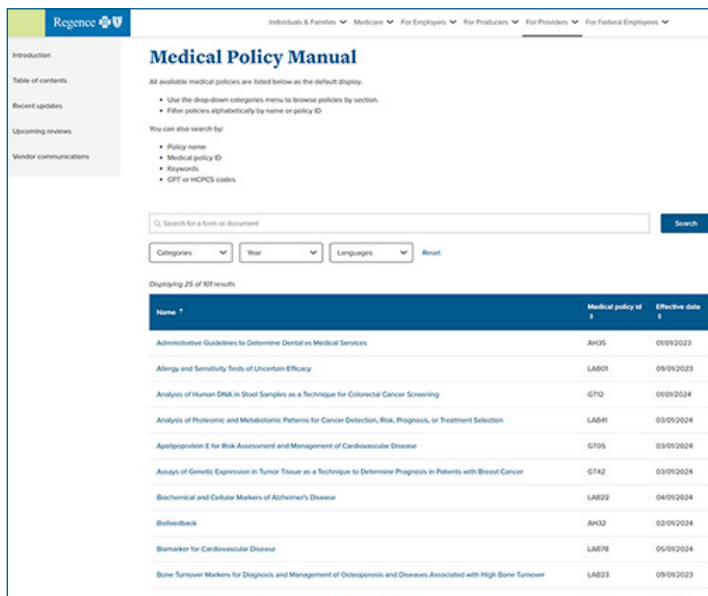 Regence
Individuals & Families Medicare For Employers For Producers For Providers For Federal Employees
Introduction
Table of contents
Recent updates
Upcoming reviews
Vendor communications
Medical Policy Manual
All available medical policies are listed below as the default display.
• Use the drop-down categories menu to browse policies by section.
• Filter policies alphabetically by name or policy ID
You can also search by:
• Policy name
• Medical policy ID
• Keywords
• CPT or HCPCS codes
Search for a form or document Search
Categories Year Languages Reset
Displaying 25 of 101 results
Name Medical policy id Effective date
Administrative Guidelines to Determine Dental vs Medical Services AH35 01/01/2023
Allergy and Sensitivity Tests of Uncertain Efficacy LAB01 09/01/2023
Analysis of Human DNA in Stool Samples as a Technique for Colorectal Cancer Screening GT12 01/01/2024
Analysis of Proteomic and Metabolomic Patterns for Cancer Detection, Risk, Prognosis, or Treatment Selection LAB41 03/01/2024
Apolipoprotein E for Risk Assessment and Management of Cardiovascular Disease GT05 03/01/2024
Assays of Genetic Expression in Tumor Tissue as a Technique to Determine Prognosis in Patients with Breast Cancer GT42 03/01/2024
Biochemical and Cellular Markers of Alzheimer's Disease LAB22 04/01/2024
Biofeedback AH32 02/01/2024
Biomarker for Cardiovascular Disease LAB78 05/01/2024
Bone Turnover Markers for Diagnosis and Management of Osteoporosis and Diseases Associated with High Bone Turnover LAB23 09/01/2023